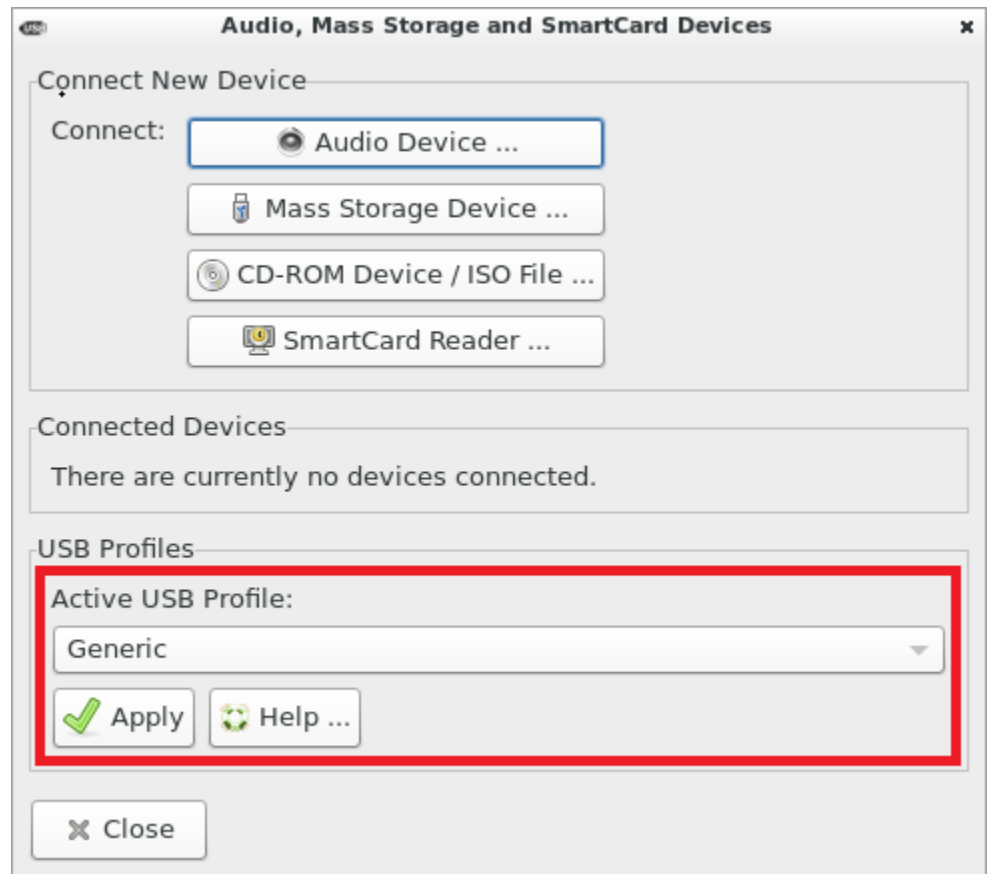 Audio, Mass Storage and SmartCard Devices
Connect New Device
Connect:
Audio Device ...
Mass Storage Device ...
CD-ROM Device / ISO File ...
SmartCard Reader ...
Connected Devices
There are currently no devices connected.
USB Profiles
Active USB Profile:
Generic
Apply
Help ...
Close